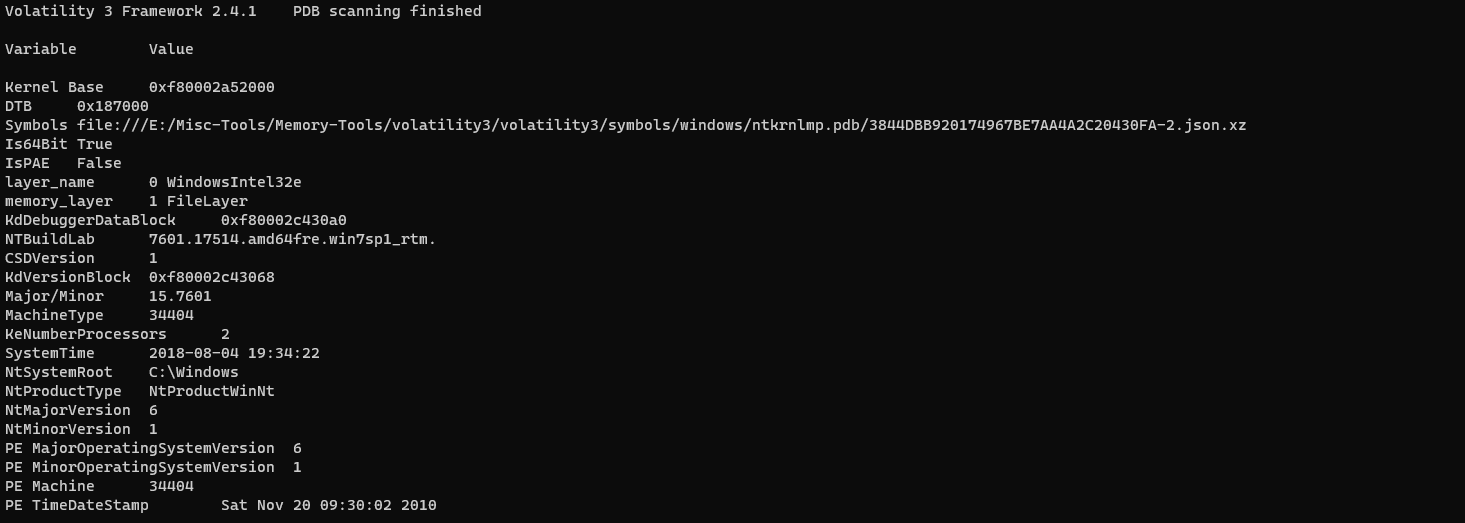 Volatility 3 Framework 2.4.1    PDB scanning finished
Variable        Value
Kernel Base     0xf80002a52000
DTB     0x187000
Symbols file:///E:/Misc-Tools/Memory-Tools/volatility3/volatility3/symbols/windows/ntkrnlmp.pdb/3844DBB920174967BE7AA4A2C20430FA-2.json.xz
Is64Bit True
IsPAE   False
layer_name      0 WindowsIntel32e
memory_layer    1 FileLayer
KdDebuggerDataBlock     0xf80002c430a0
NTBuildLab      7601.17514.amd64fre.win7sp1_rtm.
CSDVersion      1
KdVersionBlock  0xf80002c43068
Major/Minor     15.7601
MachineType     34404
KeNumberProcessors      2
SystemTime      2018-08-04 19:34:22
NtSystemRoot    C:\Windows
NtProductType   NtProductWinNt
NtMajorVersion  6
NtMinorVersion  1
PE MajorOperatingSystemVersion  6
PE MinorOperatingSystemVersion  1
PE Machine      34404
PE TimeDateStamp        Sat Nov 20 09:30:02 2010